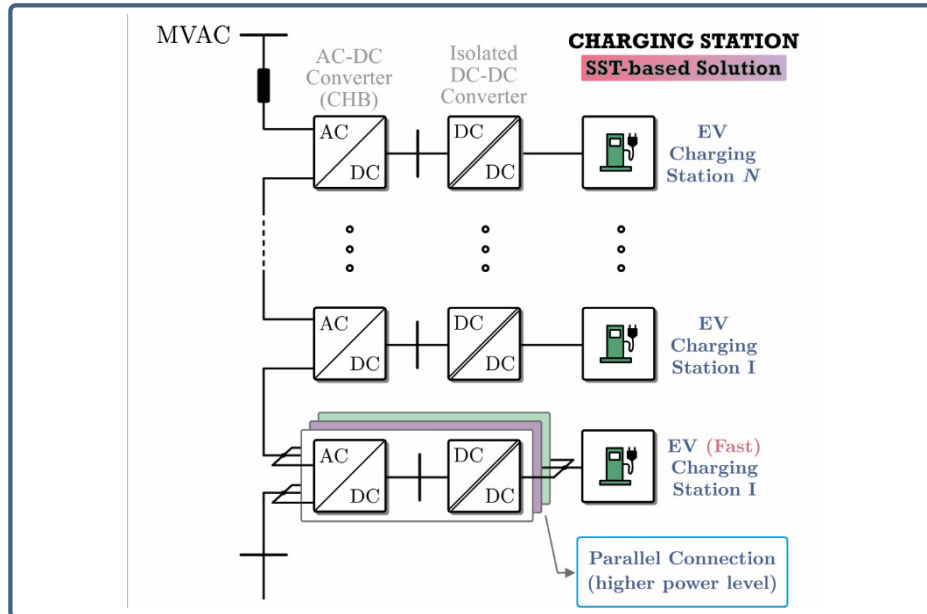 MVAC
AC-DC
Converter
(CHB)
Isolated
DC-DC
Converter
CHARGING STATION
SST-based Solution
AC
DC
DC
DC
EV
Charging
Station N
AC
DC
DC
DC
EV
Charging
Station I
AC
DC
DC
DC
EV (Fast)
Charging
Station I
Parallel Connection
(higher power level)